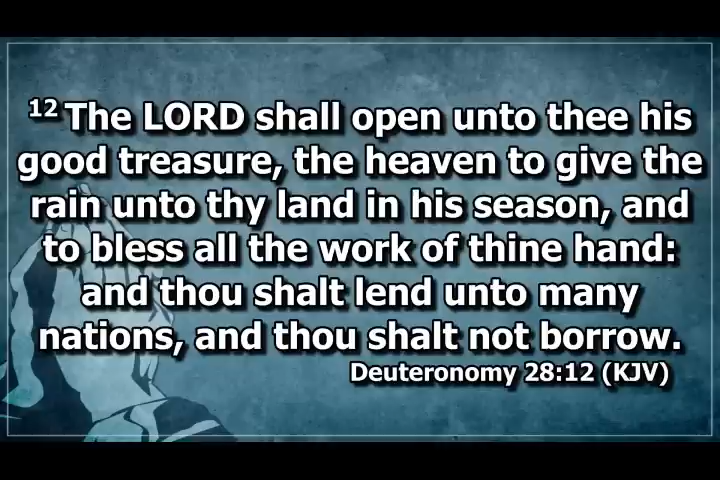 12 The LORD shall open unto thee his
good treasure, the heaven to give the
rain unto thy land in his season, and
to bless all the work of thine hand:
and thou shalt lend unto many
nations, and thou shalt not borrow.
Deuteronomy 28:12 (KJV)